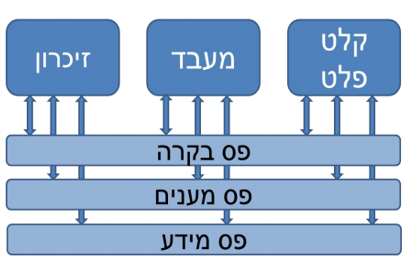 קלט
פלט
מעבד
זיכרון
פס בקרה
פס מענים
פס מידע